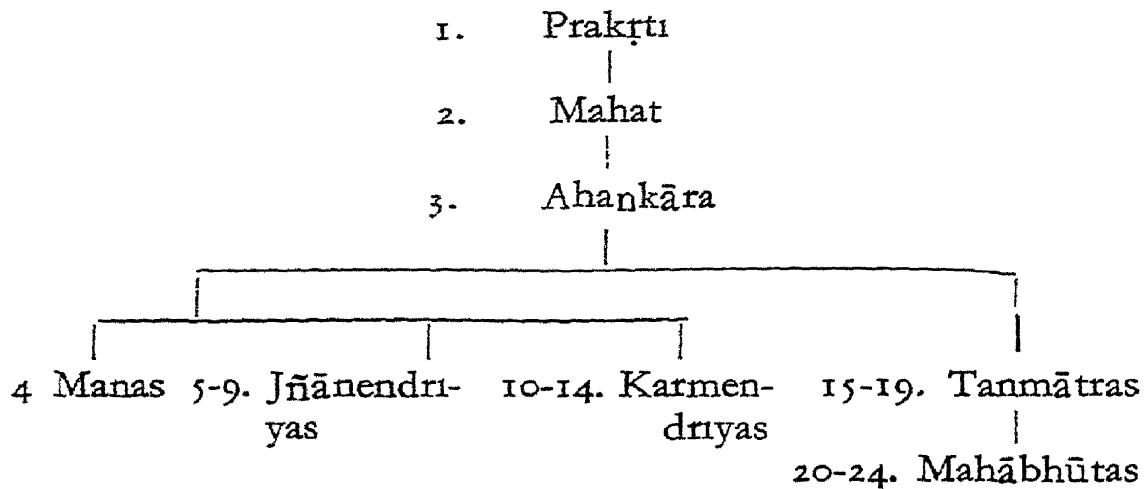 1. Prakṛti
2. Mahat
3. Ahankāra
4 Manas 5-9. Jñānendri- 10-14. Karmen- 15-19. Tanmātras
yas driyas
20-24. Mahābhūtas